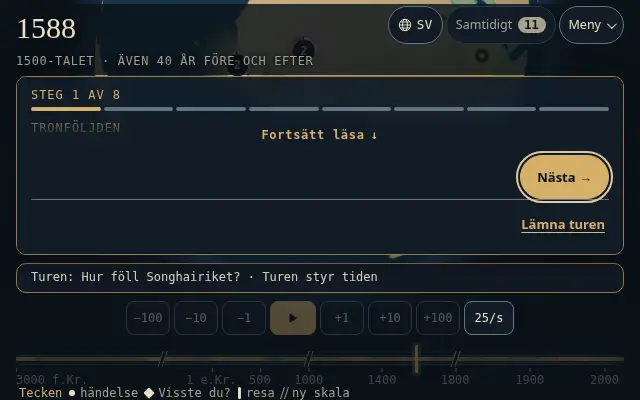 1588
SV
Samtidigt 11
Meny
1500-TALET · ÄVEN 40 ÅR FÖRE OCH EFTER
2
2
STEG 1 AV 8
TRONFÖLJDEN
Fortsätt läsa ↓
Nästa →
Lämna turen
Turen: Hur föll Songhairiket? · Turen styr tiden
−100 −10 −1 ▶ +1 +10 +100 25/s
3000 f.Kr. 1 e.Kr. 500 1000 1400 1800 1900 2000
Tecken ● händelse ◆ Visste du? ❙ resa // ny skala